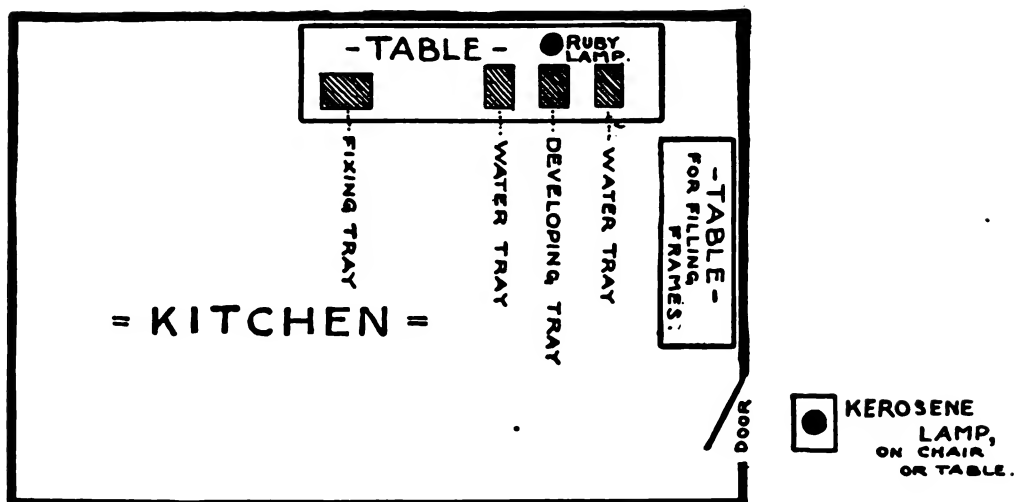 -TABLE-
RUBY
LAMP.
FIXING TRAY
WATER TRAY
DEVELOPING TRAY
WATER TRAY
-TABLE-
FOR FILLING
FRAMES:
= KITCHEN =
DOOR
KEROSENE
LAMP,
ON CHAIR
OR TABLE.